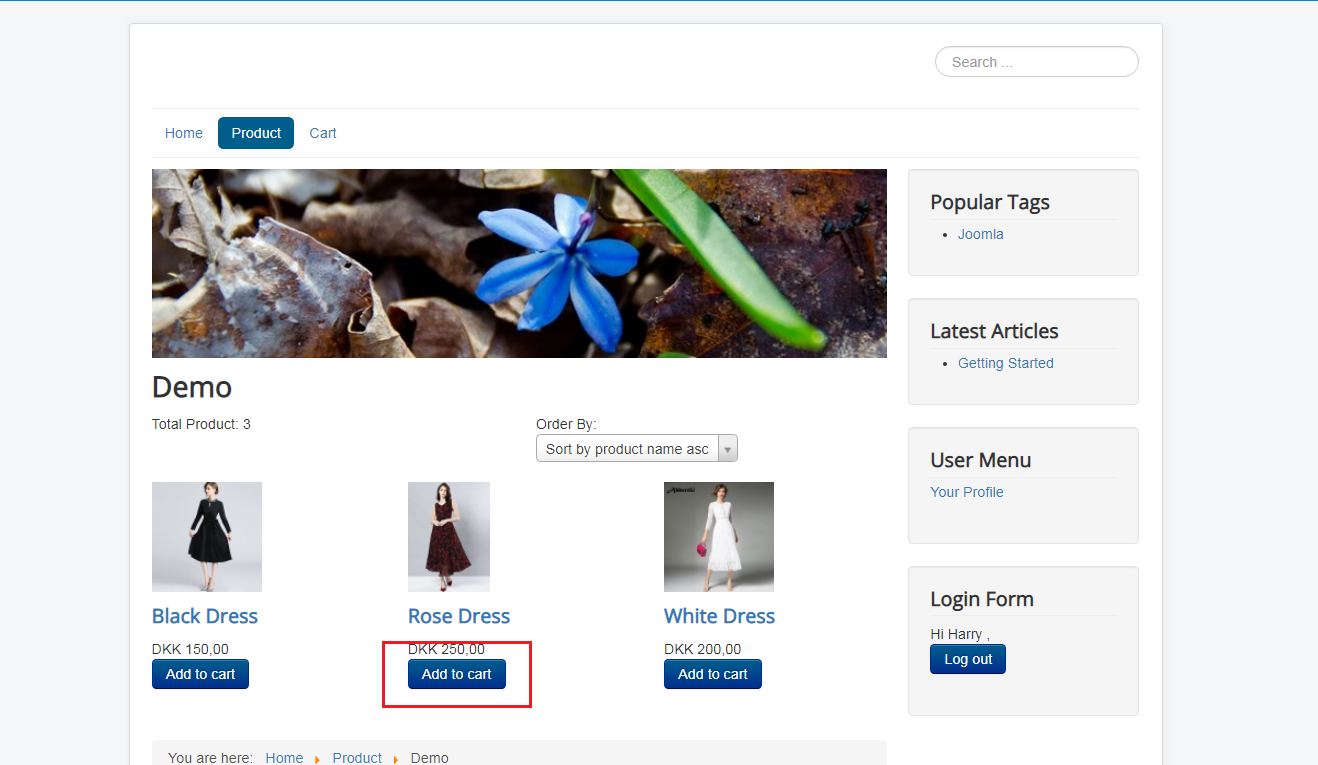 Search ...
Home Product Cart
Demo
Total Product: 3
Order By:
Sort by product name asc
Black Dress
DKK 150,00
Add to cart
Rose Dress
DKK 250,00
Add to cart
White Dress
DKK 200,00
Add to cart
You are here: Home Product Demo
Popular Tags
Joomla
Latest Articles
Getting Started
User Menu
Your Profile
Login Form
Hi Harry ,
Log out